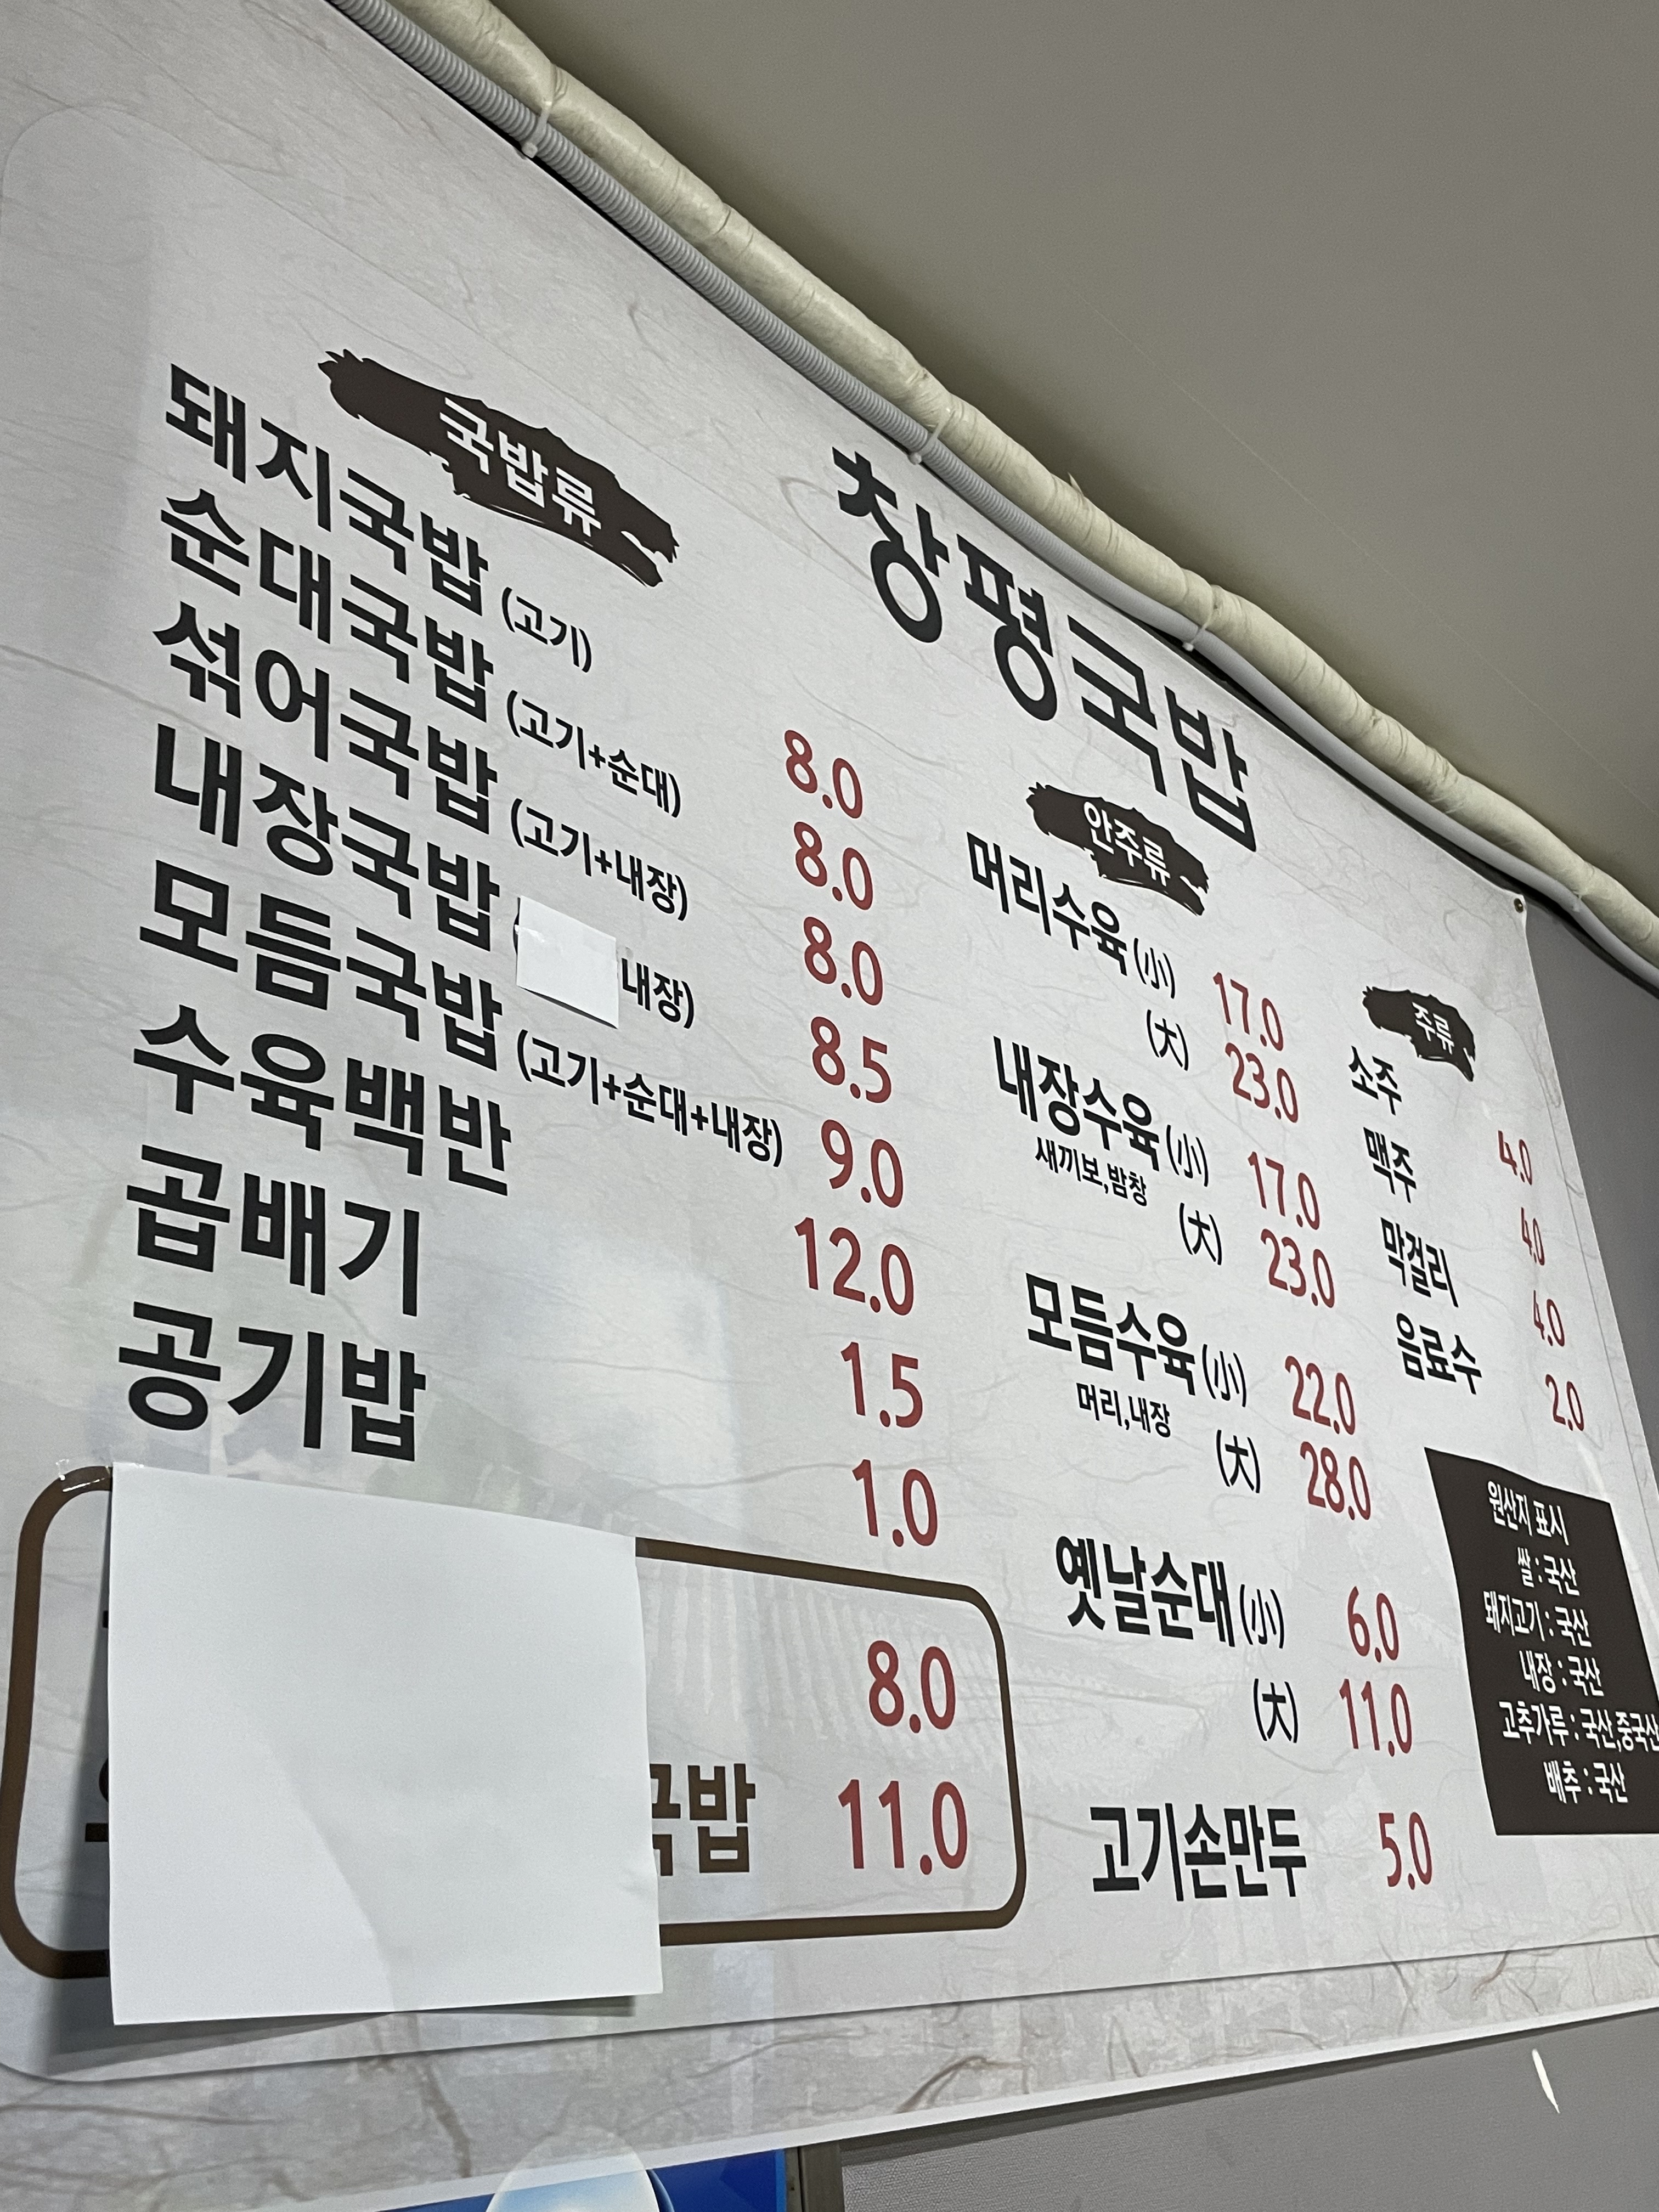 창평국밥
국밥류
돼지국밥 (고기) 8.0
순대국밥 (고기+순대) 8.0
섞어국밥 (고기+내장) 8.0
내장국밥 ( 내장) 8.5
모듬국밥 (고기+순대+내장) 9.0
수육백반 12.0
곱배기 1.5
공기밥 1.0
8.0
국밥 11.0
안주류
머리수육 (小) 17.0
(大) 23.0
내장수육 (小) 17.0
새끼보,밤창 (大) 23.0
모듬수육 (小) 22.0
머리,내장 (大) 28.0
옛날순대 (小) 6.0
(大) 11.0
고기손만두 5.0
주류
소주 4.0
맥주 4.0
막걸리 4.0
음료수 2.0
원산지 표시
쌀 : 국산
돼지고기 : 국산
내장 : 국산
고추가루 : 국산,중국산
배추 : 국산